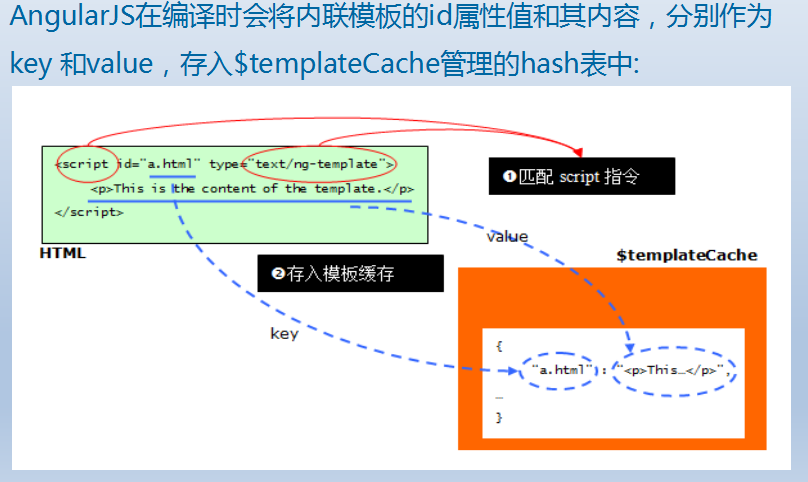 AngularJS在编译时会将内联模板的id属性值和其内容，分别作为
key 和value，存入$templateCache管理的hash表中:
<script id="a.html" type="text/ng-template">
<p>This is the content of the template.</p>
</script>
❶匹配 script 指令
HTML
value
$templateCache
❷存入模板缓存
key
{
"a.html" : "<p>This…</p>",
…
}